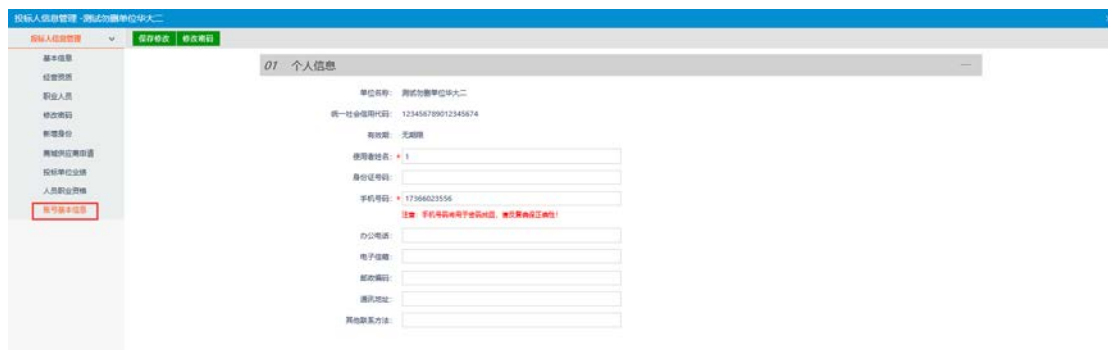 投标人信息管理 -测试勿删单位华大二
投标人信息管理
保存修改 修改密码
基本信息
经营资质
职业人员
修改密码
新增身份
商城供应商申请
投标单位业绩
人员职业资格
账号基本信息
01 个人信息
单位名称: 测试勿删单位华大二
统一社会信用代码: 123456789012345674
有效期: 无期限
使用者姓名: * 1
身份证号码:
手机号码: * 17366023556
注意: 手机号码将用于密码找回, 请设置确保正确性!
办公电话:
电子信箱:
邮政编码:
通讯地址:
其他联系方法: